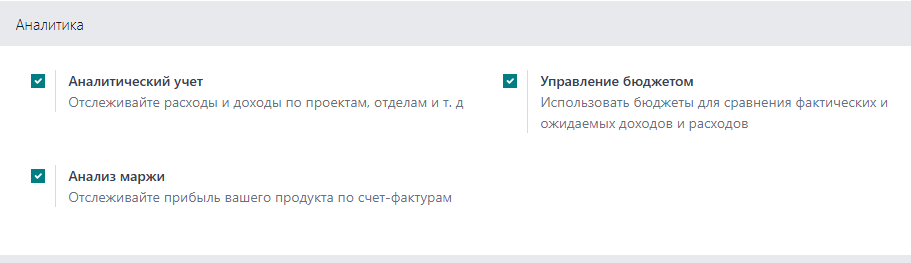 Аналитика
Аналитический учет
Отслеживайте расходы и доходы по проектам, отделам и т. д
Управление бюджетом
Использовать бюджеты для сравнения фактических и
ожидаемых доходов и расходов
Анализ маржи
Отслеживайте прибыль вашего продукта по счет-фактурам